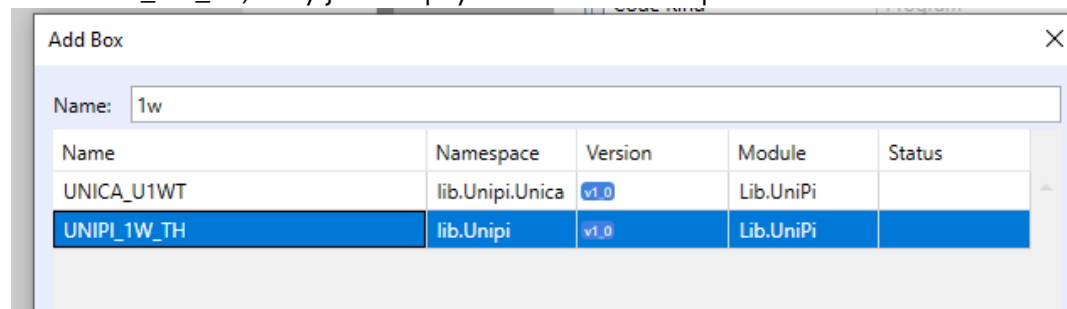 Add Box
Name: 1w
Name Namespace Version Module Status
UNICA_U1WT lib.Unipi.Unica v1_0 Lib.UniPi
UNIPI_1W_TH lib.Unipi v1_0 Lib.UniPi